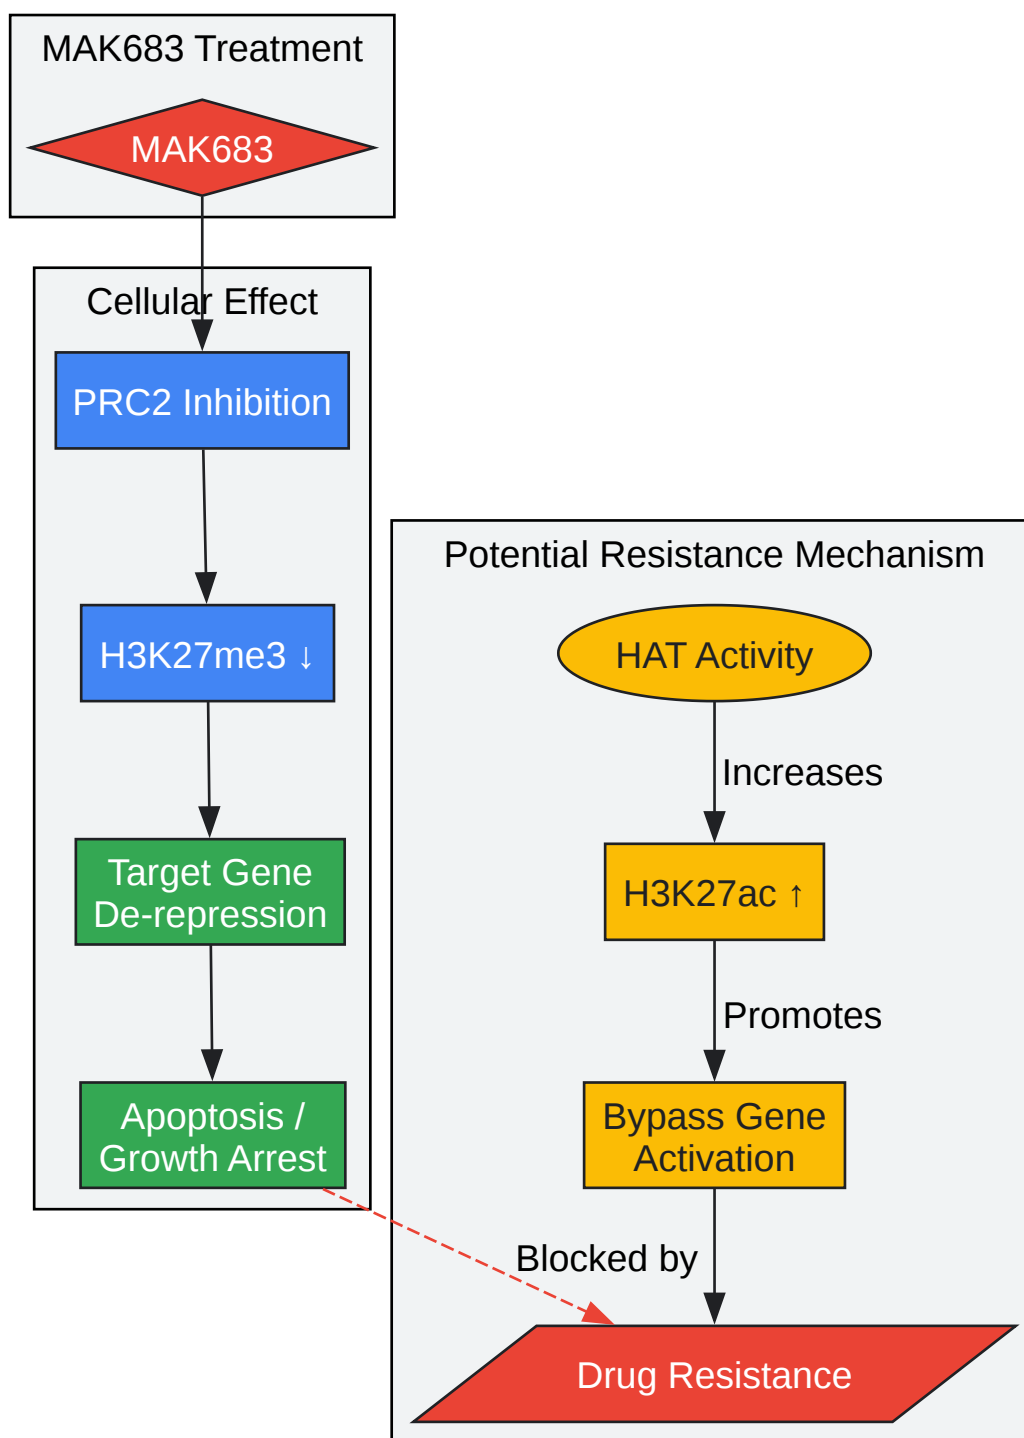 MAK683 Treatment
MAK683
Cellular Effect
PRC2 Inhibition
H3K27me3 ↓
Target Gene
De-repression
Apoptosis /
Growth Arrest
Potential Resistance Mechanism
HAT Activity
Increases
H3K27ac ↑
Promotes
Bypass Gene
Activation
Blocked by
Drug Resistance